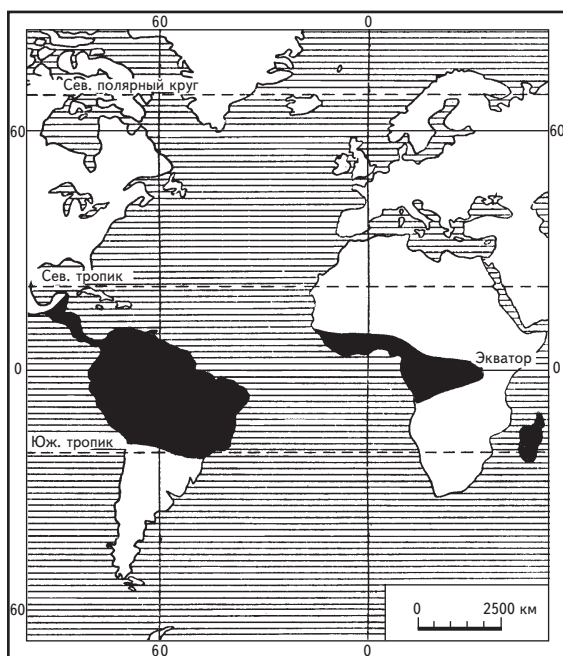 60 0
Сев. полярный круг
60 60
Сев. тропик
Экватор
0 0
Юж. тропик
60
0 2500 км
60 0